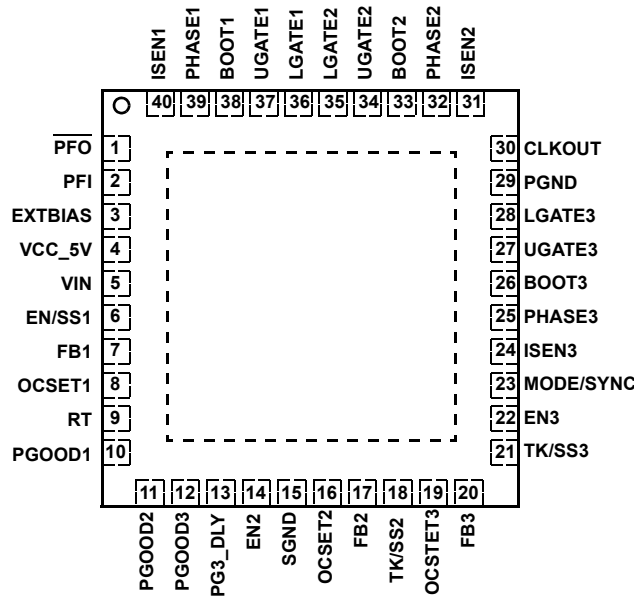 ISEN1
PHASE1
BOOT1
UGATE1
LGATE1
LGATE2
UGATE2
BOOT2
PHASE2
ISEN2
40 39 38 37 36 35 34 33 32 31
PFO 1
PFI 2
EXTBIAS 3
VCC_5V 4
VIN 5
EN/SS1 6
FB1 7
OCSET1 8
RT 9
PGOOD1 10
30 CLKOUT
29 PGND
28 LGATE3
27 UGATE3
26 BOOT3
25 PHASE3
24 ISEN3
23 MODE/SYNC
22 EN3
21 TK/SS3
11 12 13 14 15 16 17 18 19 20
PGOOD2
PGOOD3
PG3_DLY
EN2
SGND
OCSET2
FB2
TK/SS2
OCSTET3
FB3